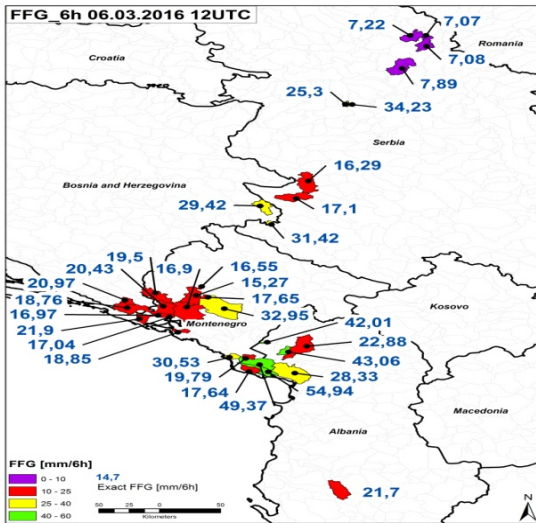 FFG_6h 06.03.2016 12UTC
7,22
7,07
Croatia
Romania
7,08
7,89
25,3
34,23
Serbia
16,29
Bosnia and Herzegovina
29,42
17,1
31,42
19,5
16,9
16,55
20,43
15,27
20,97
17,65
Kosovo
18,76
32,95
16,97
Montenegro
42,01
21,9
22,88
17,04
18,85
43,06
30,53
28,33
19,79
17,64
54,94
49,37
Macedonia
Albania
FFG [mm/6h]
0 - 10
14,7
10 - 25
Exact FFG [mm/6h]
21,7
25 - 40
50 25 0 50
40 - 60
Kilometers
N